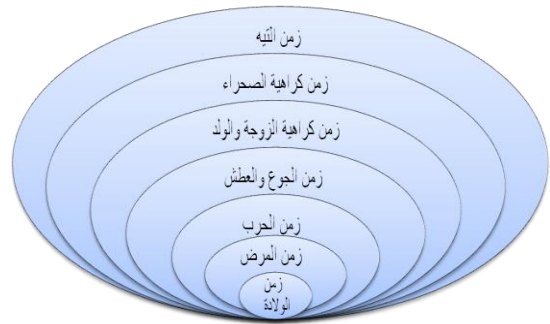 زمن التيه
زمن كراهية الصحراء
زمن كراهية الزوجة والولد
زمن الجوع والعطش
زمن الحرب
زمن المرض
زمن
الولادة